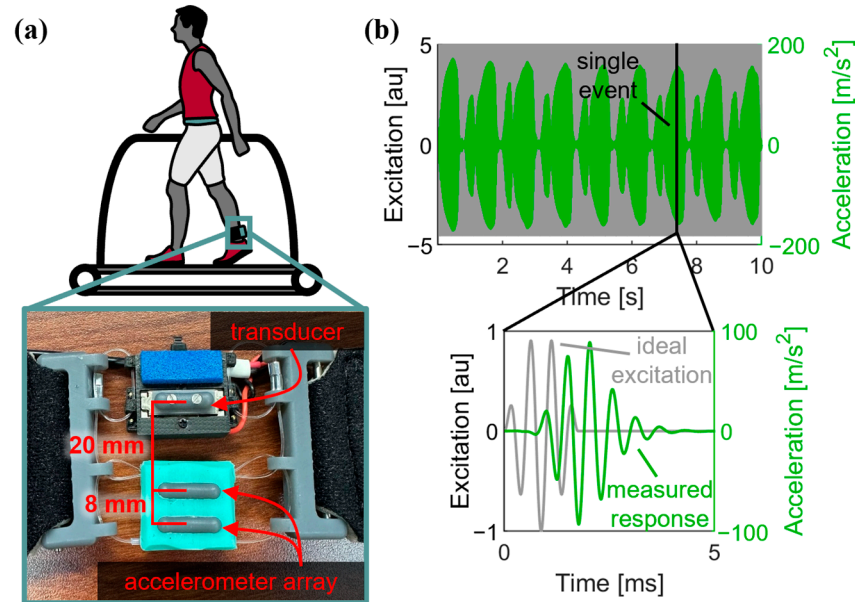 (a)
transducer
20 mm
8 mm
accelerometer array
(b)
Excitation [au]
5
0
−5
single
event
200
100
0
−100
−200
Acceleration [m/s²]
2
4
6
8
10
Time [s]
Excitation [au]
1
0
−1
ideal
excitation
measured
response
100
0
−100
Acceleration [m/s²]
0
5
Time [ms]